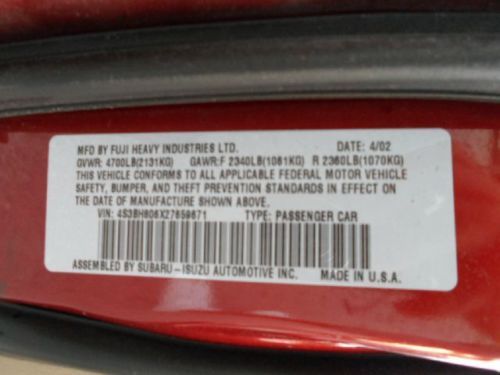 MFD BY FUJI HEAVY INDUSTRIES LTD. DATE: 4/02
GVWR: 4700LB(2131KG) GAWR:F 2340LB(1061KG) R 2360LB(1070KG)
THIS VEHICLE CONFORMS TO ALL APPLICABLE FEDERAL MOTOR VEHICLE
SAFETY, BUMPER, AND THEFT PREVENTION STANDARDS IN EFFECT ON
THE DATE OF MANUFACTURE SHOWN ABOVE.
VIN: 4S3BH806X27659671 TYPE: PASSENGER CAR
ASSEMBLED BY SUBARU-ISUZU AUTOMOTIVE INC. MADE IN U.S.A.